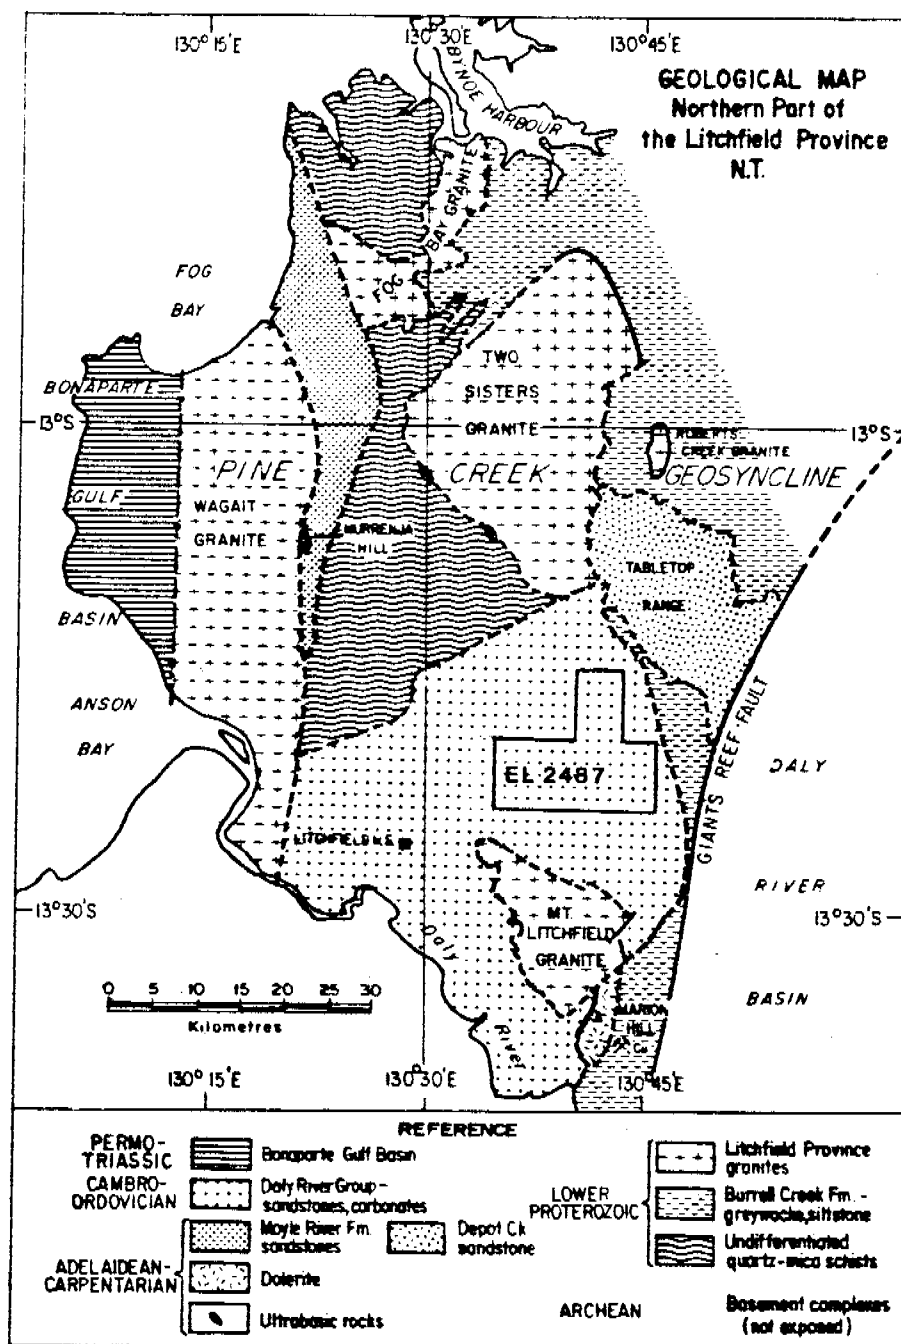 130° 15'E
130° 30'E
130° 45'E
GEOLOGICAL MAP
Northern Part of
the Litchfield Province
N.T.
BYNOE HARBOUR
FOG
BAY
FOG
BAY GRANITE
TWO
SISTERS
GRANITE
BONAPARTE
13°S
13°S
ROBERTS
CREEK GRANITE
PINE
CREEK
GEOSYNCLINE
GULF
WAGAIT
GRANITE
MURRENJA
HILL
TABLETOP
RANGE
BASIN
ANSON
BAY
EL 2487
GIANTS REEF FAULT
DALY
LITCHFIELD H.S.
RIVER
13°30'S
13°30'S
MT.
LITCHFIELD
GRANITE
Daly
River
BASIN
MARION
HILL
Cu
0 5 10 15 20 25 30
Kilometres
130° 15'E
130° 30'E
130° 45'E
REFERENCE
PERMO-
TRIASSIC
Bonaparte Gulf Basin
CAMBRO-
ORDOVICIAN
Daly River Group -
sandstones, carbonates
ADELAIDEAN-
CARPENTARIAN
Moyle River Fm.
sandstones
Depot Ck
sandstone
Dolerite
Ultrabasic rocks
LOWER
PROTEROZOIC
Litchfield Province
granites
Burrell Creek Fm. -
greywacke, siltstone
Undifferentiated
quartz-mica schists
ARCHEAN
Basement complexes
(not exposed)